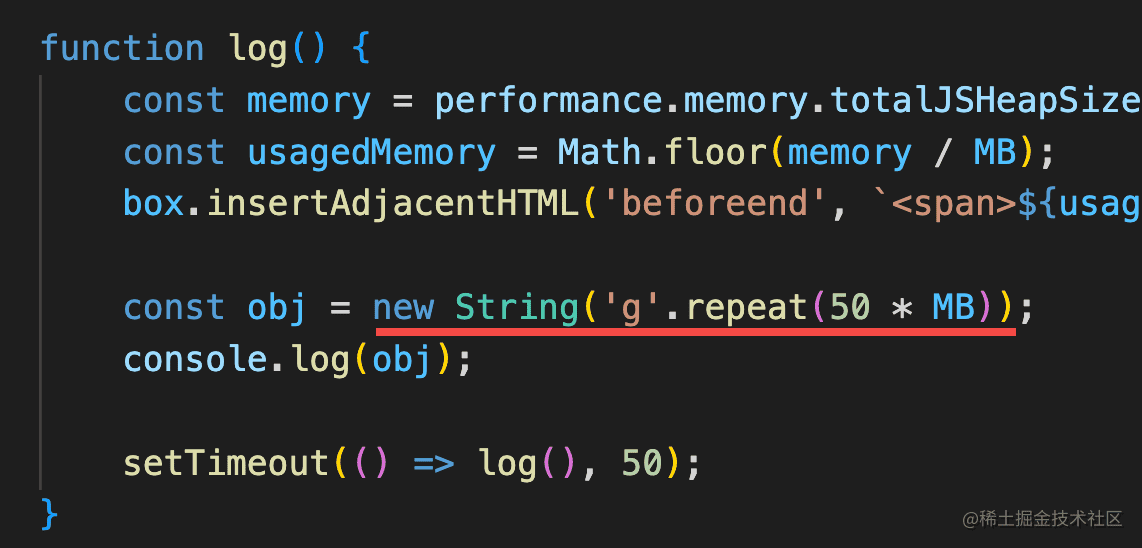 function log() {
    const memory = performance.memory.totalJSHeapSize
    const usagedMemory = Math.floor(memory / MB);
    box.insertAdjacentHTML('beforeend', `<span>${usag
    const obj = new String('g'.repeat(50 * MB));
    console.log(obj);
    setTimeout(() => log(), 50);
}
@稀土掘金技术社区